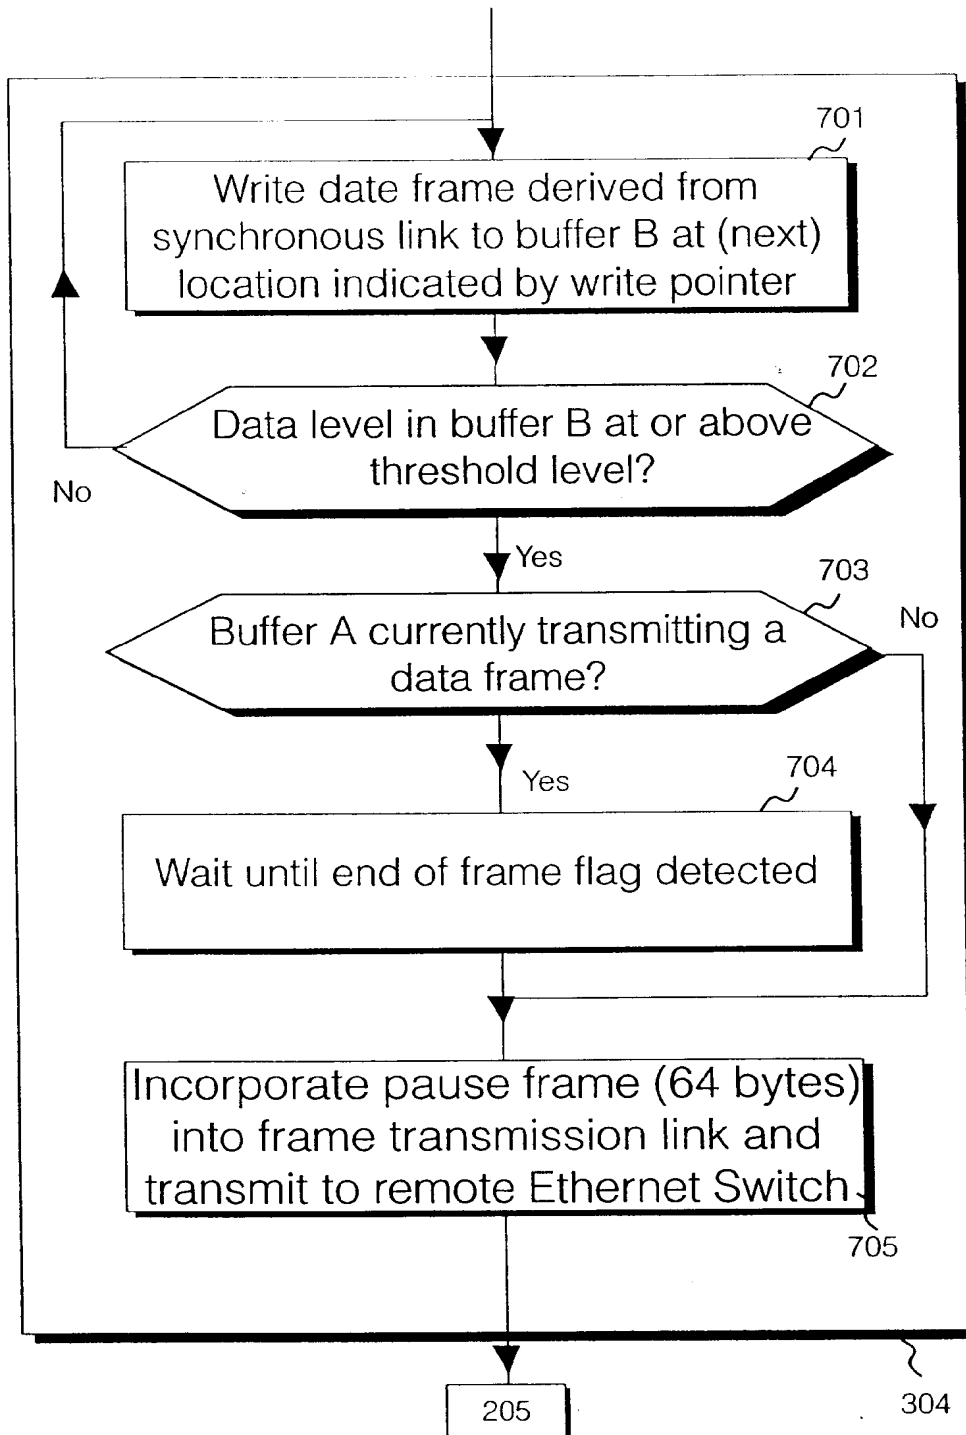 701
Write date frame derived from
synchronous link to buffer B at (next)
location indicated by write pointer
702
Data level in buffer B at or above
threshold level?
No
Yes
703
Buffer A currently transmitting a
data frame?
No
Yes
704
Wait until end of frame flag detected
Incorporate pause frame (64 bytes)
into frame transmission link and
transmit to remote Ethernet Switch
705
304
205